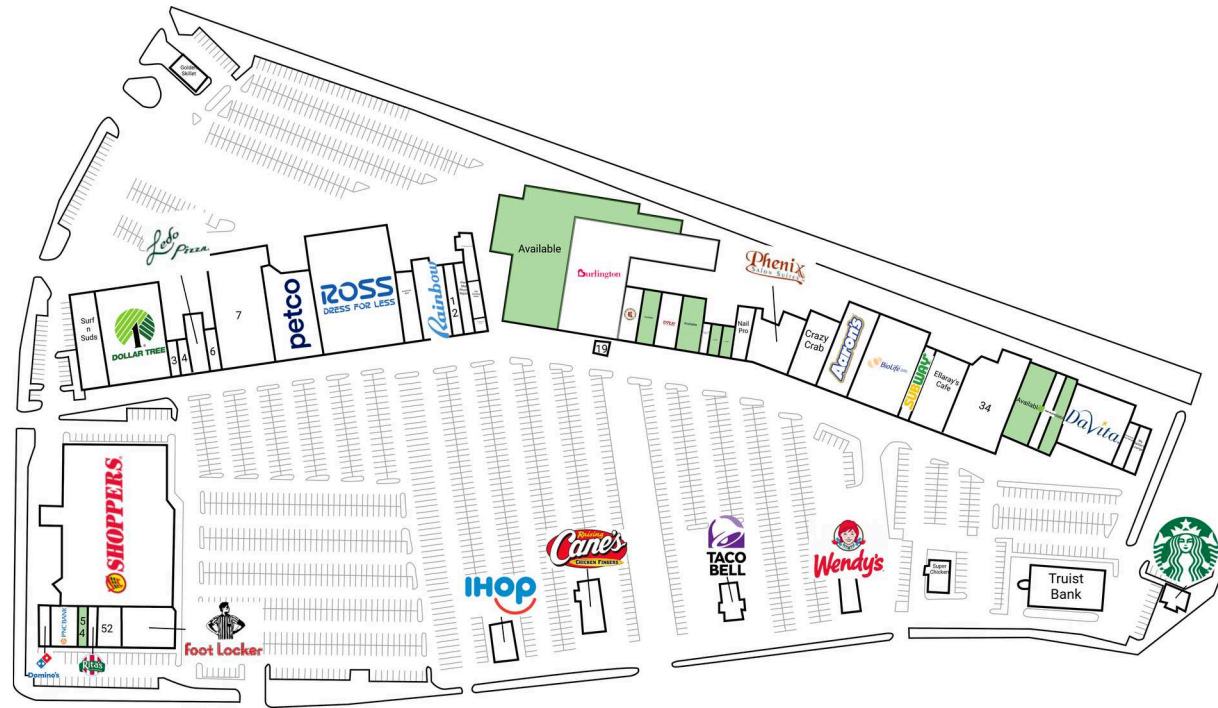 Golden
Skillet
Ledo
Pizza
Surf
n
Suds
1
DOLLAR TREE
3
4
6
7
petco
ROSS
DRESS FOR LESS
Rainbow
1
2
Available
Burlington
Available
19
Nail
Pro
Phenix
Salon Suites
Crazy
Crab
Aaron's
BioLife
SUBWAY
Ellaray's
Cafe
34
Available
DaVita
SHOPPERS
PNC BANK
5
4
52
Domino's
Rita's
Foot Locker
IHOP
Raising
Cane's
CHICKEN FINGERS
TACO
BELL
Wendy's
Super
Chicken
Truist
Bank